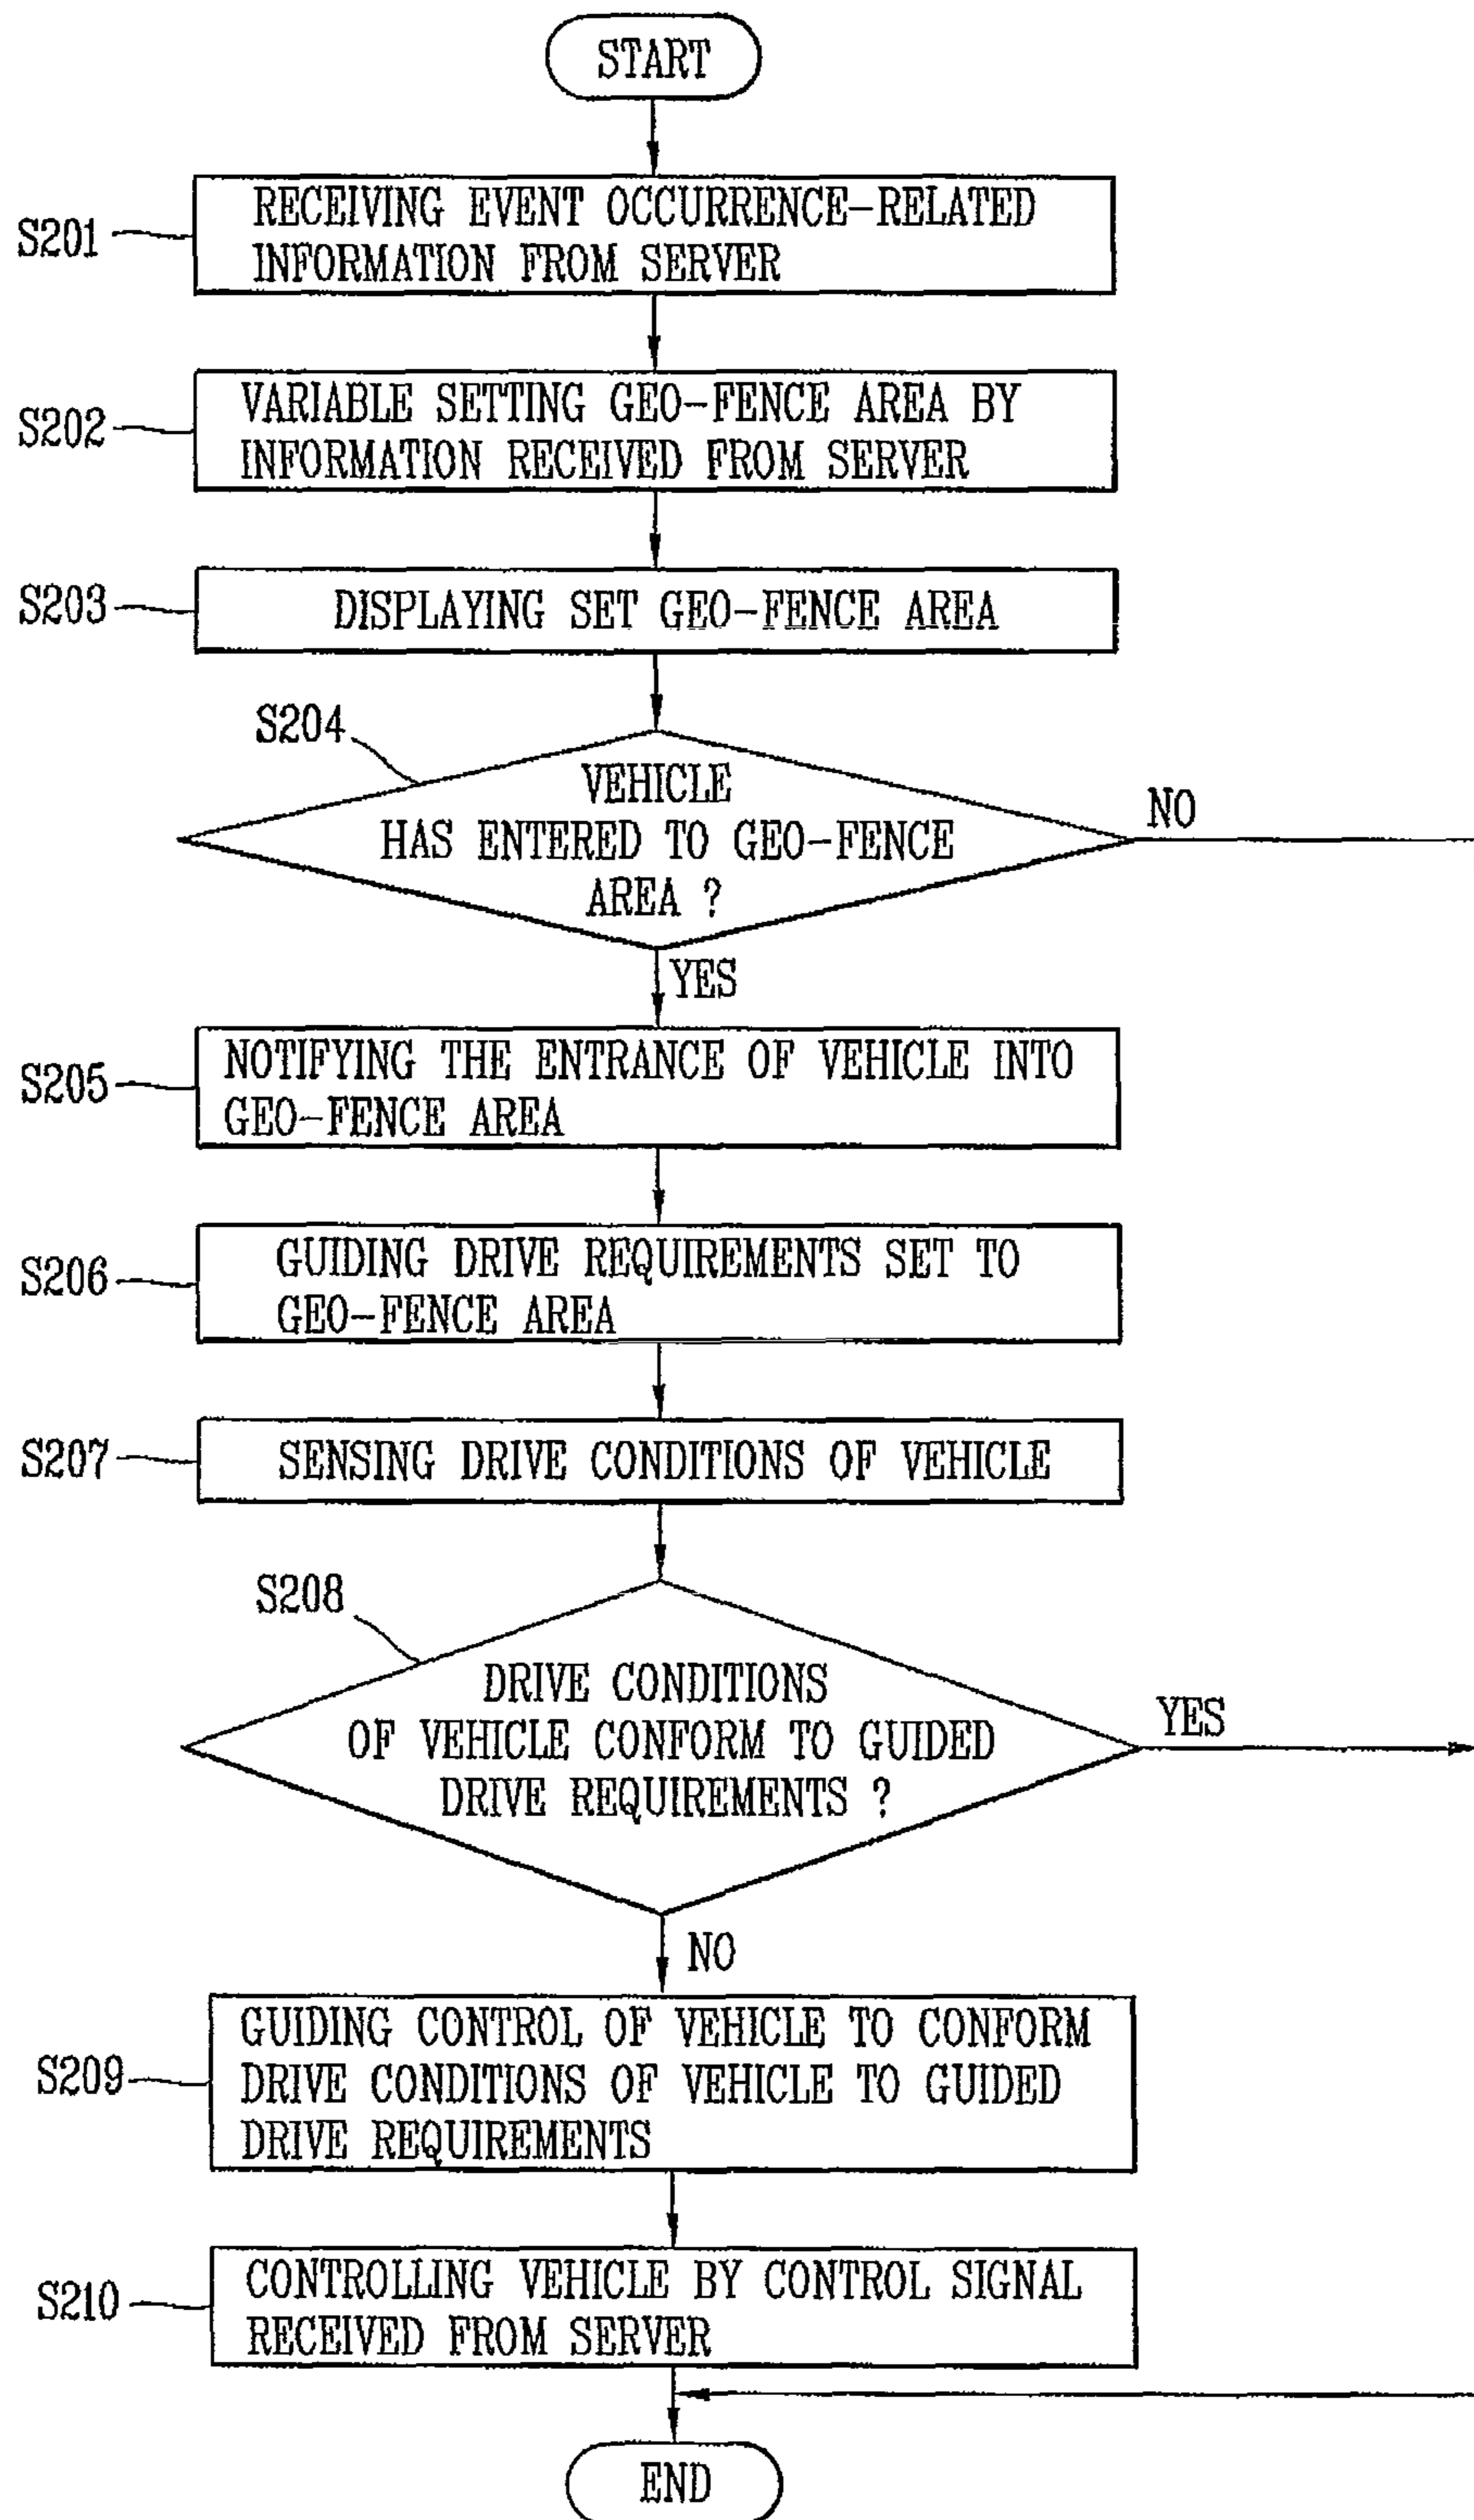 START
S201
RECEIVING EVENT OCCURRENCE-RELATED
INFORMATION FROM SERVER
S202
VARIABLE SETTING GEO-FENCE AREA BY
INFORMATION RECEIVED FROM SERVER
S203
DISPLAYING SET GEO-FENCE AREA
S204
VEHICLE
HAS ENTERED TO GEO-FENCE
AREA ?
NO
YES
S205
NOTIFYING THE ENTRANCE OF VEHICLE INTO
GEO-FENCE AREA
S206
GUIDING DRIVE REQUIREMENTS SET TO
GEO-FENCE AREA
S207
SENSING DRIVE CONDITIONS OF VEHICLE
S208
DRIVE CONDITIONS
OF VEHICLE CONFORM TO GUIDED
DRIVE REQUIREMENTS ?
YES
NO
S209
GUIDING CONTROL OF VEHICLE TO CONFORM
DRIVE CONDITIONS OF VEHICLE TO GUIDED
DRIVE REQUIREMENTS
S210
CONTROLLING VEHICLE BY CONTROL SIGNAL
RECEIVED FROM SERVER
END